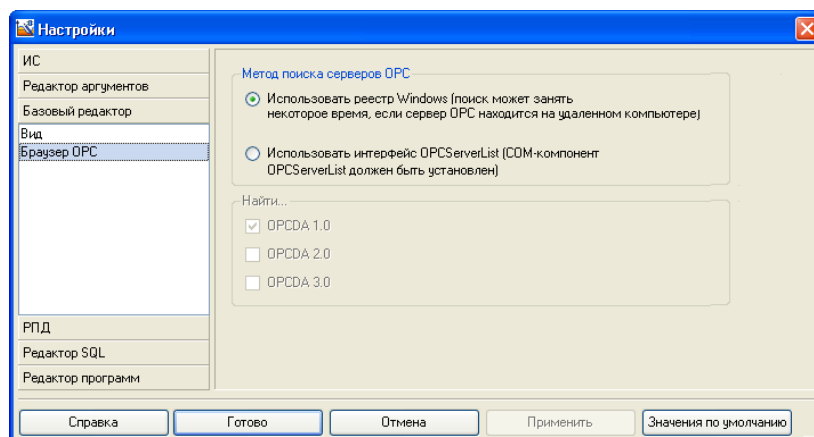 Настройки
ИС
Редактор аргументов
Базовый редактор
Вид
Браузер OPC
РПД
Редактор SQL
Редактор программ
Метод поиска серверов OPC
Использовать реестр Windows (поиск может занять
некоторое время, если сервер OPC находится на удаленном компьютере)
Использовать интерфейс OPCServerList (COM-компонент
OPCServerList должен быть установлен)
Найти...
OPCDA 1.0
OPCDA 2.0
OPCDA 3.0
Справка
Готово
Отмена
Применить
Значения по умолчанию